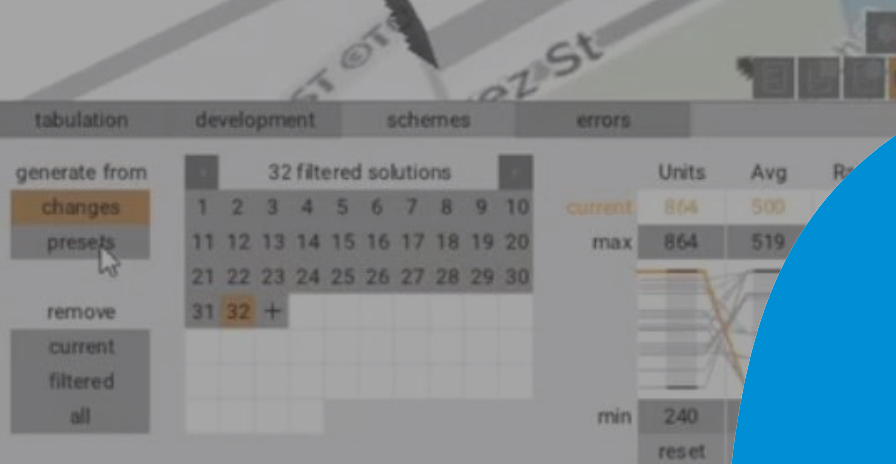 ST ©T
ez St
tabulation development schemes errors
generate from 32 filtered solutions Units Avg
changes 1 2 3 4 5 6 7 8 9 10 current 864 500
presets 11 12 13 14 15 16 17 18 19 20 max 864 519
21 22 23 24 25 26 27 28 29 30
remove 31 32 +
current
filtered
all min 240
reset